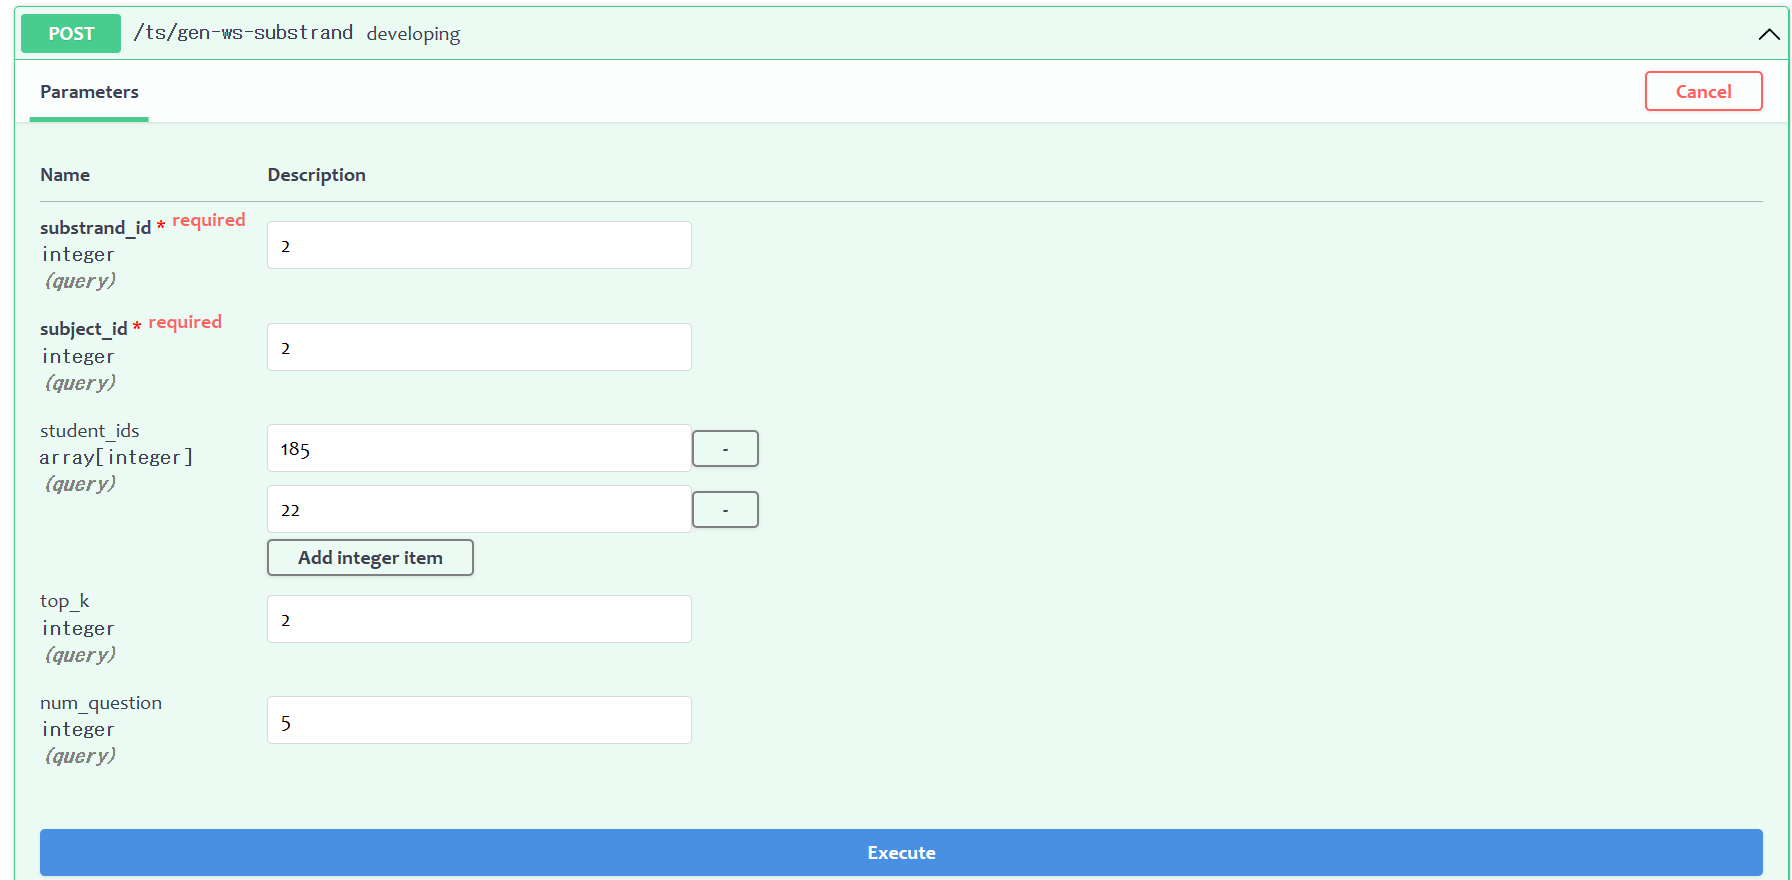 POST /ts/gen-ws-substrand developing
Parameters
Cancel
Name Description
substrand_id * required
integer
(query)
2
subject_id * required
integer
(query)
2
student_ids
array[integer]
(query)
185
-
22
-
Add integer item
top_k
integer
(query)
2
num_question
integer
(query)
5
Execute